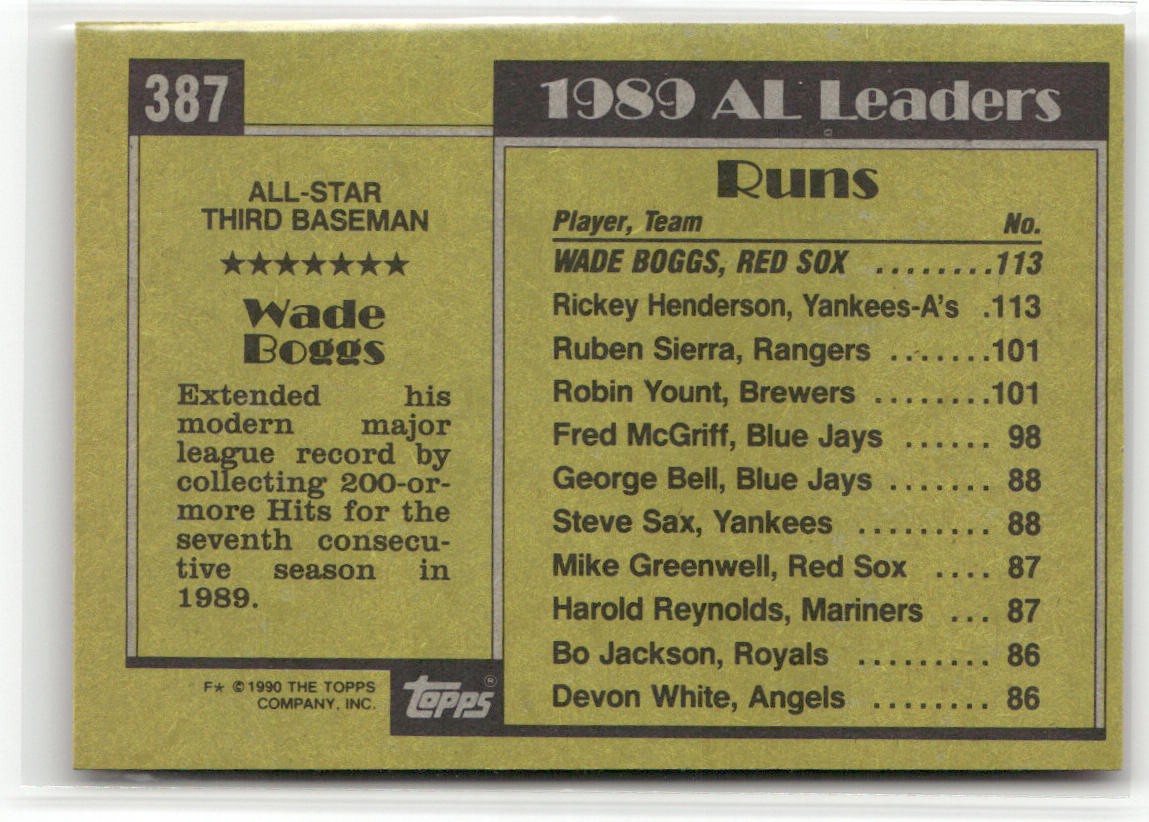 387
ALL-STAR
THIRD BASEMAN
★★★★★★★
Wade
Boggs
Extended his
modern major
league record by
collecting 200-or-
more Hits for the
seventh consecu-
tive season in
1989.
F★ ©1990 THE TOPPS
COMPANY, INC.
topps®
1989 AL Leaders
Runs
Player, Team No.
WADE BOGGS, RED SOX ........113
Rickey Henderson, Yankees-A's .113
Ruben Sierra, Rangers .......101
Robin Yount, Brewers ........101
Fred McGriff, Blue Jays ...... 98
George Bell, Blue Jays ....... 88
Steve Sax, Yankees ......... 88
Mike Greenwell, Red Sox .... 87
Harold Reynolds, Mariners ... 87
Bo Jackson, Royals ......... 86
Devon White, Angels ........ 86